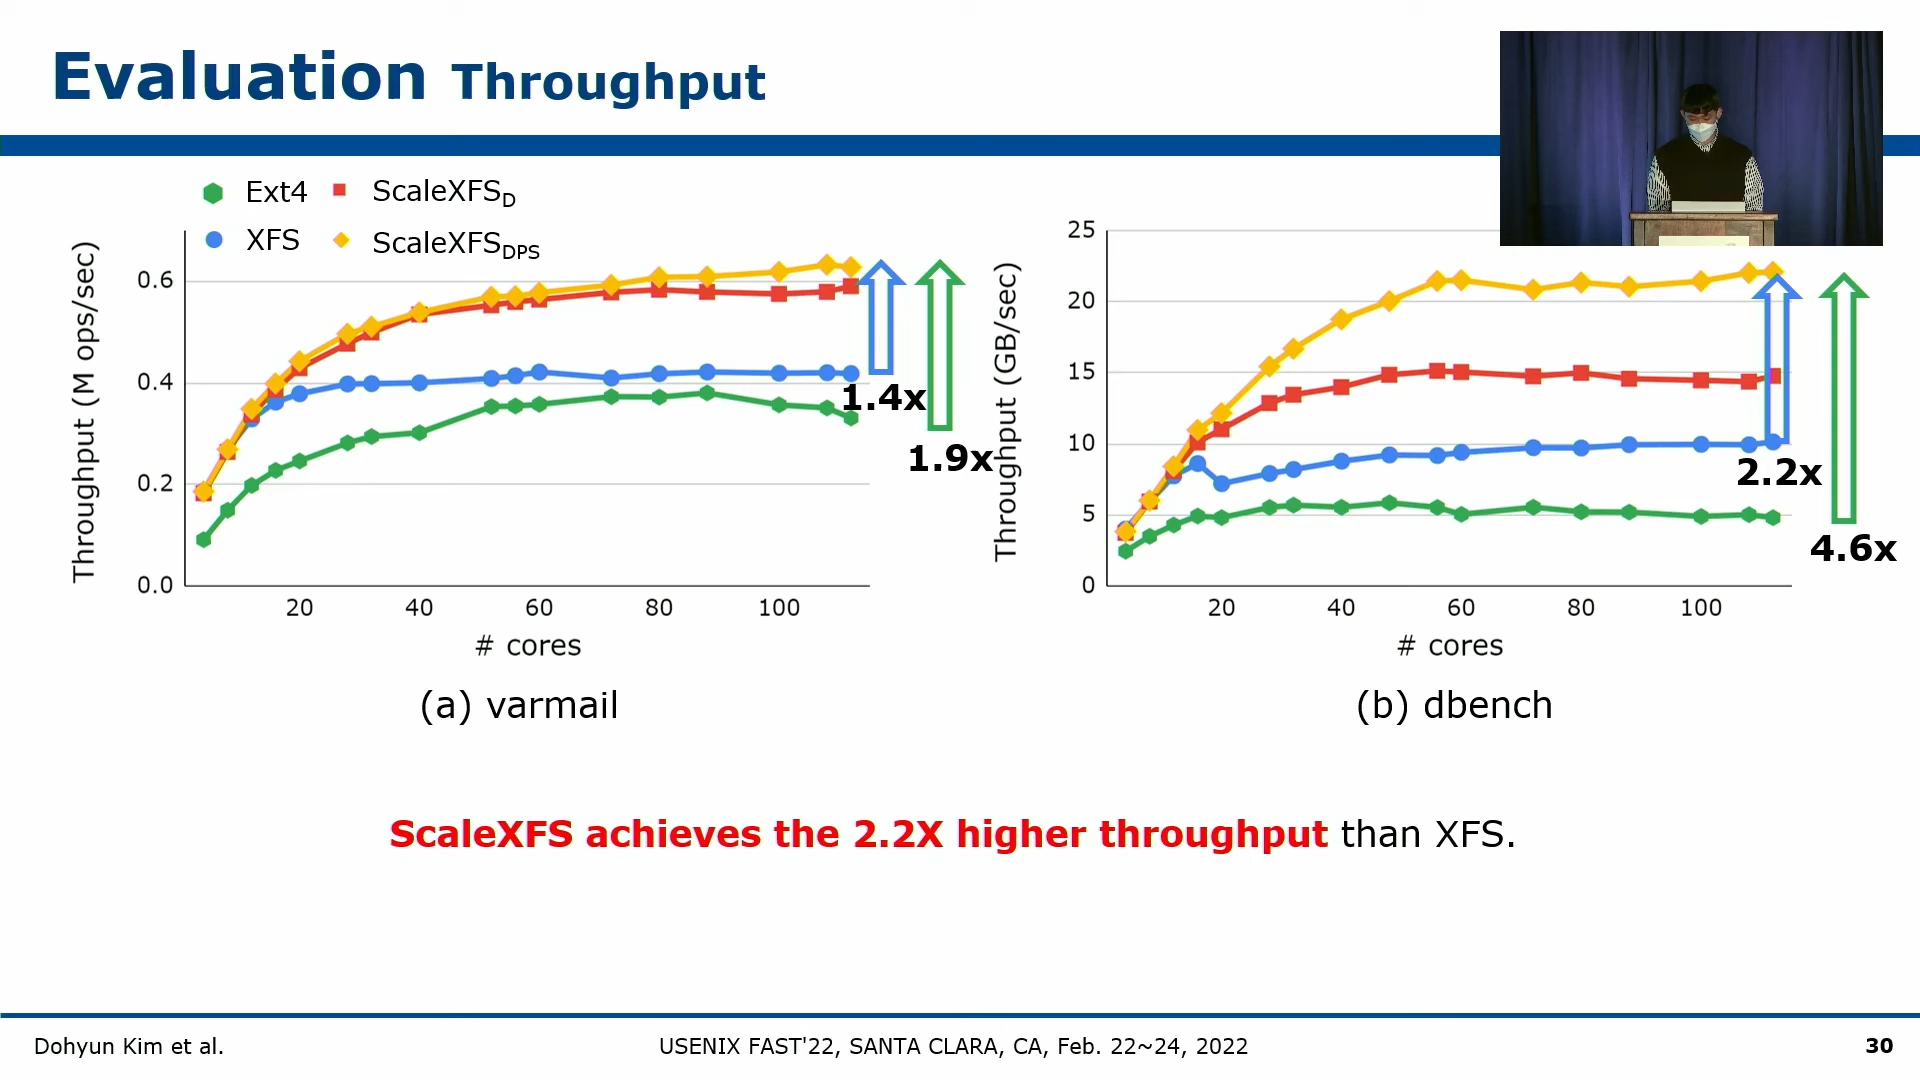 Evaluation Throughput
Ext4
ScaleXFSD
XFS
ScaleXFSDPS
Throughput (M ops/sec)
0.6
0.4
0.2
0.0
20 40 60 80 100
# cores
1.4x
1.9x
(a) varmail
Throughput (GB/sec)
25
20
15
10
5
0
20 40 60 80 100
# cores
2.2x
4.6x
(b) dbench
ScaleXFS achieves the 2.2X higher throughput than XFS.
Dohyun Kim et al.
USENIX FAST'22, SANTA CLARA, CA, Feb. 22~24, 2022
30